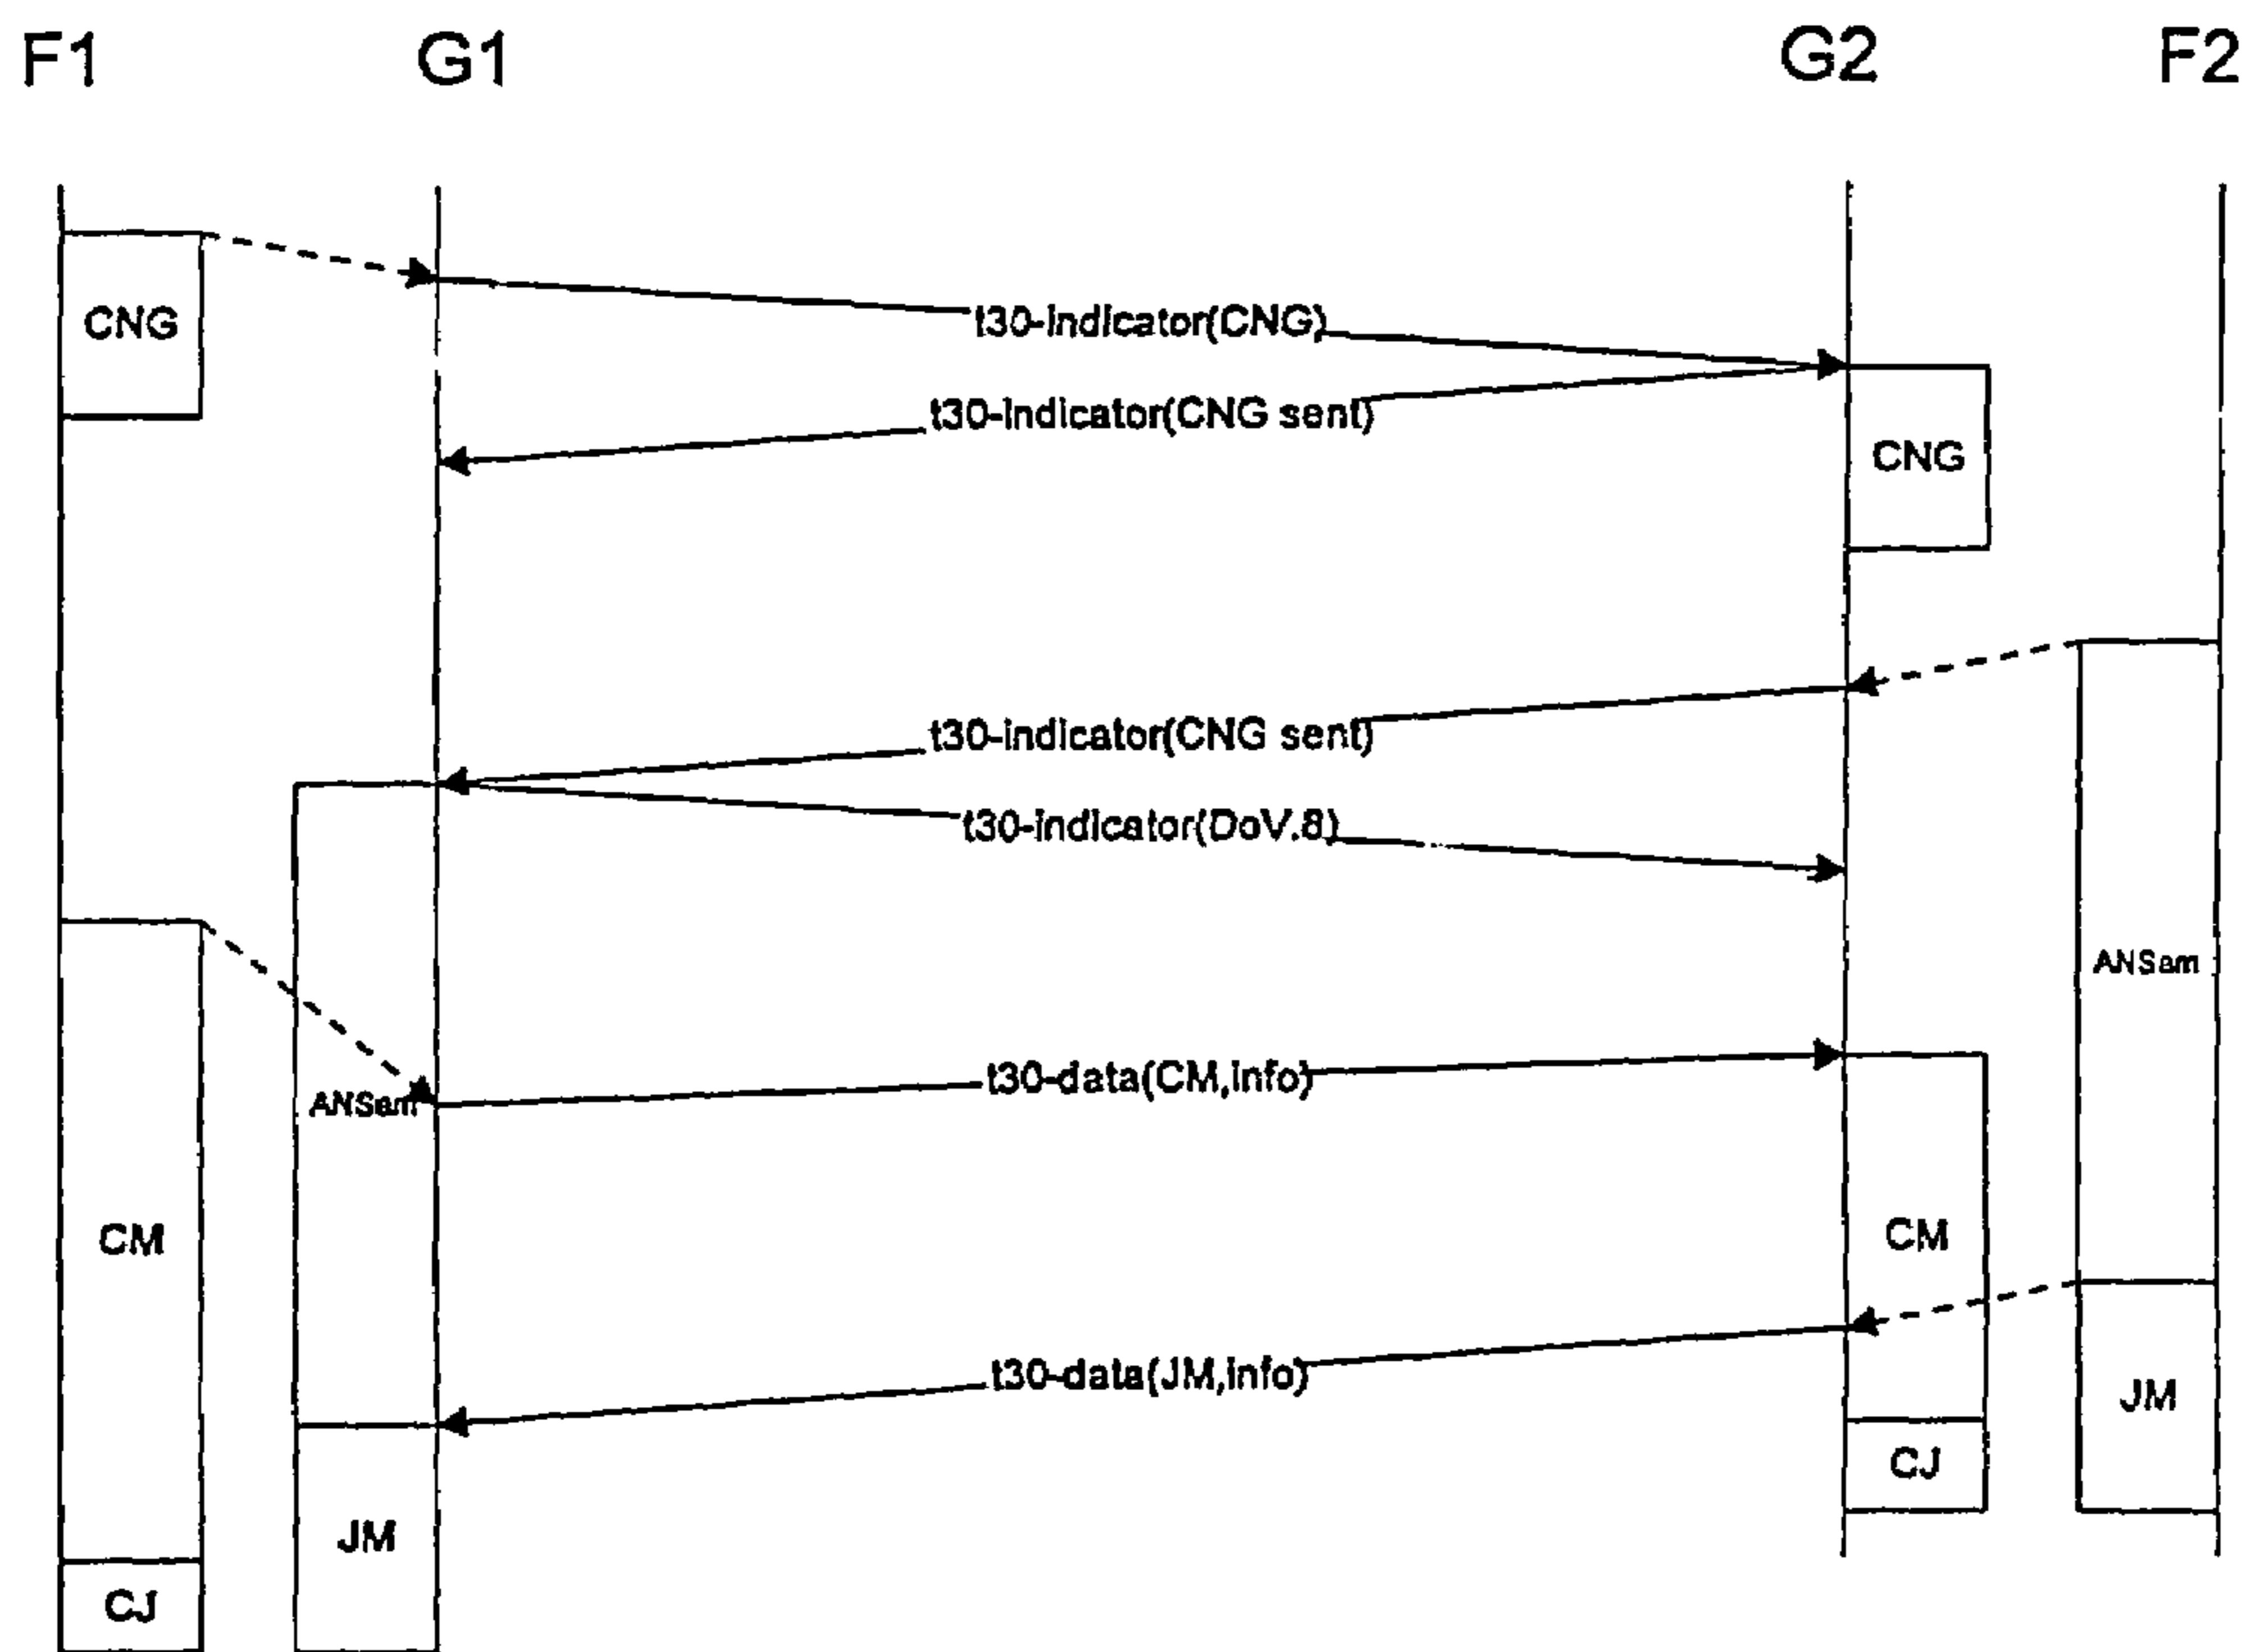 F1 G1 G2 F2
CNG
t30-indicator(CNG)
t30-indicator(CNG sent)
CNG
t30-indicator(CNG sent)
t30-indicator(DoV.8)
ANSam
t30-data(CM,info)
ANSam
CM
CM
t30-data(JM,info)
JM
CJ
JM
CJ